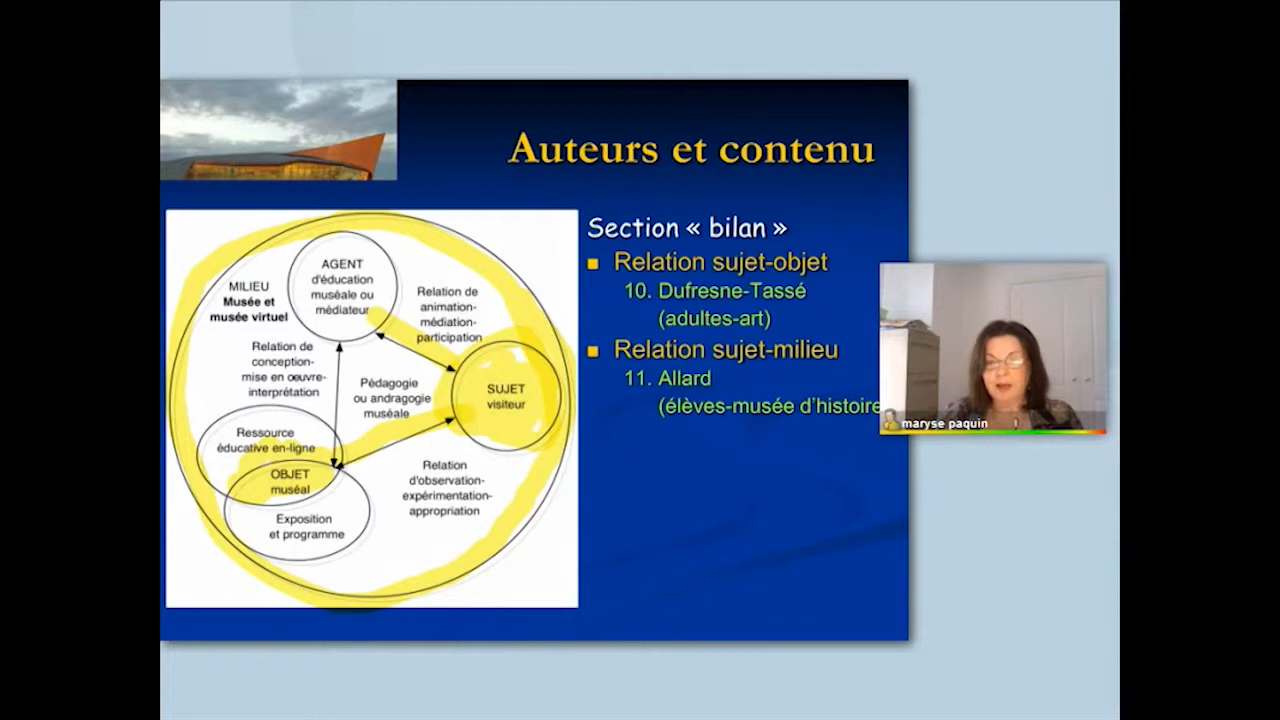 Auteurs et contenu
Section « bilan »
Relation sujet-objet
10. Dufresne-Tassé
(adultes-art)
Relation sujet-milieu
11. Allard
(élèves-musée d'histoire
AGENT
d'éducation
muséale ou
médiateur
MILIEU
Musée et
musée virtuel
Relation de
animation-
médiation-
participation
Relation de
conception-
mise en œuvre-
interprétation
Pédagogie
ou andragogie
muséale
SUJET
visiteur
Ressource
éducative en-ligne
OBJET
muséal
Exposition
et programme
Relation
d'observation-
expérimentation-
appropriation
maryse paquin